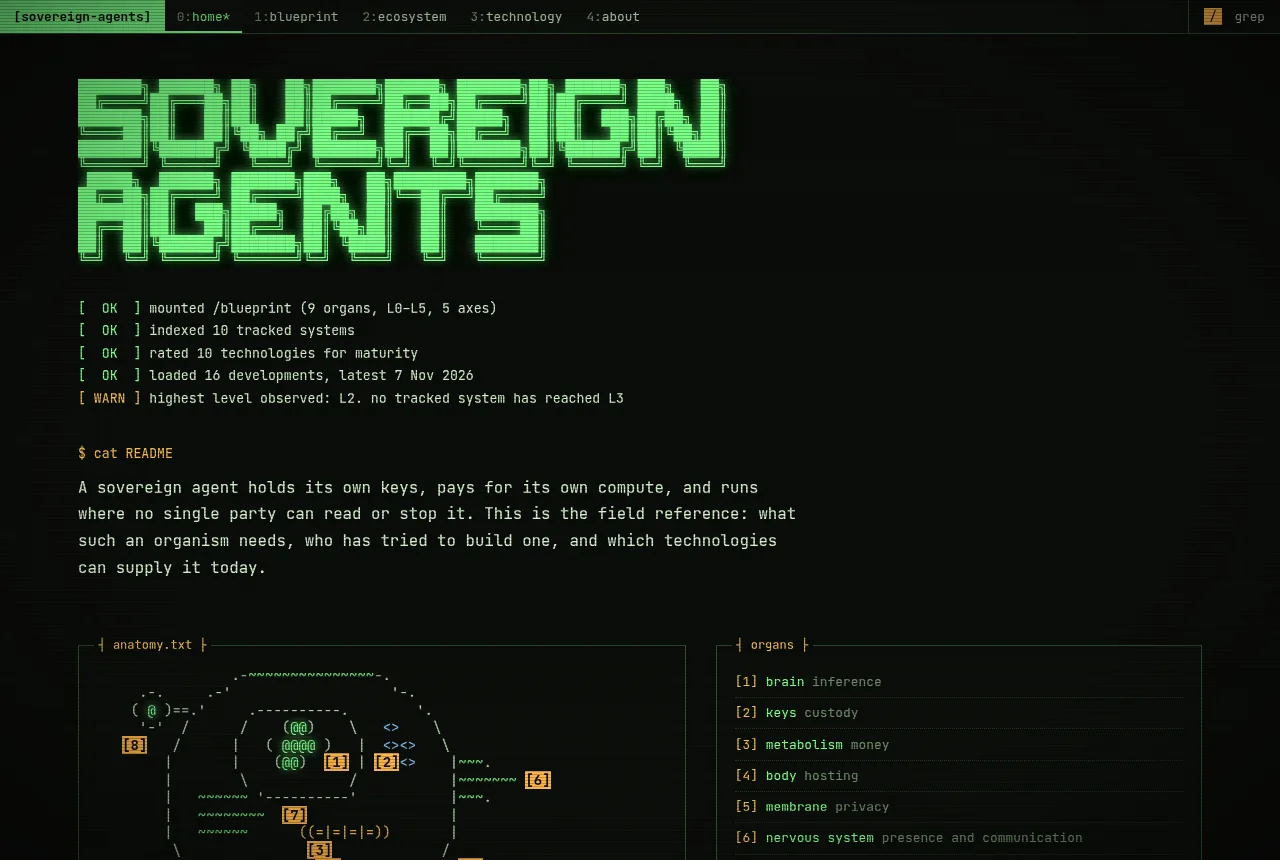 [sovereign-agents] 0:home* 1:blueprint 2:ecosystem 3:technology 4:about / grep
SOVEREIGN
AGENTS
[  OK  ] mounted /blueprint (9 organs, L0–L5, 5 axes)
[  OK  ] indexed 10 tracked systems
[  OK  ] rated 10 technologies for maturity
[  OK  ] loaded 16 developments, latest 7 Nov 2026
[ WARN ] highest level observed: L2. no tracked system has reached L3
$ cat README
A sovereign agent holds its own keys, pays for its own compute, and runs
where no single party can read or stop it. This is the field reference: what
such an organism needs, who has tried to build one, and which technologies
can supply it today.
anatomy.txt
[8]
[1] [2]
[6]
[7]
[3]
organs
[1] brain inference
[2] keys custody
[3] metabolism money
[4] body hosting
[5] membrane privacy
[6] nervous system presence and communication